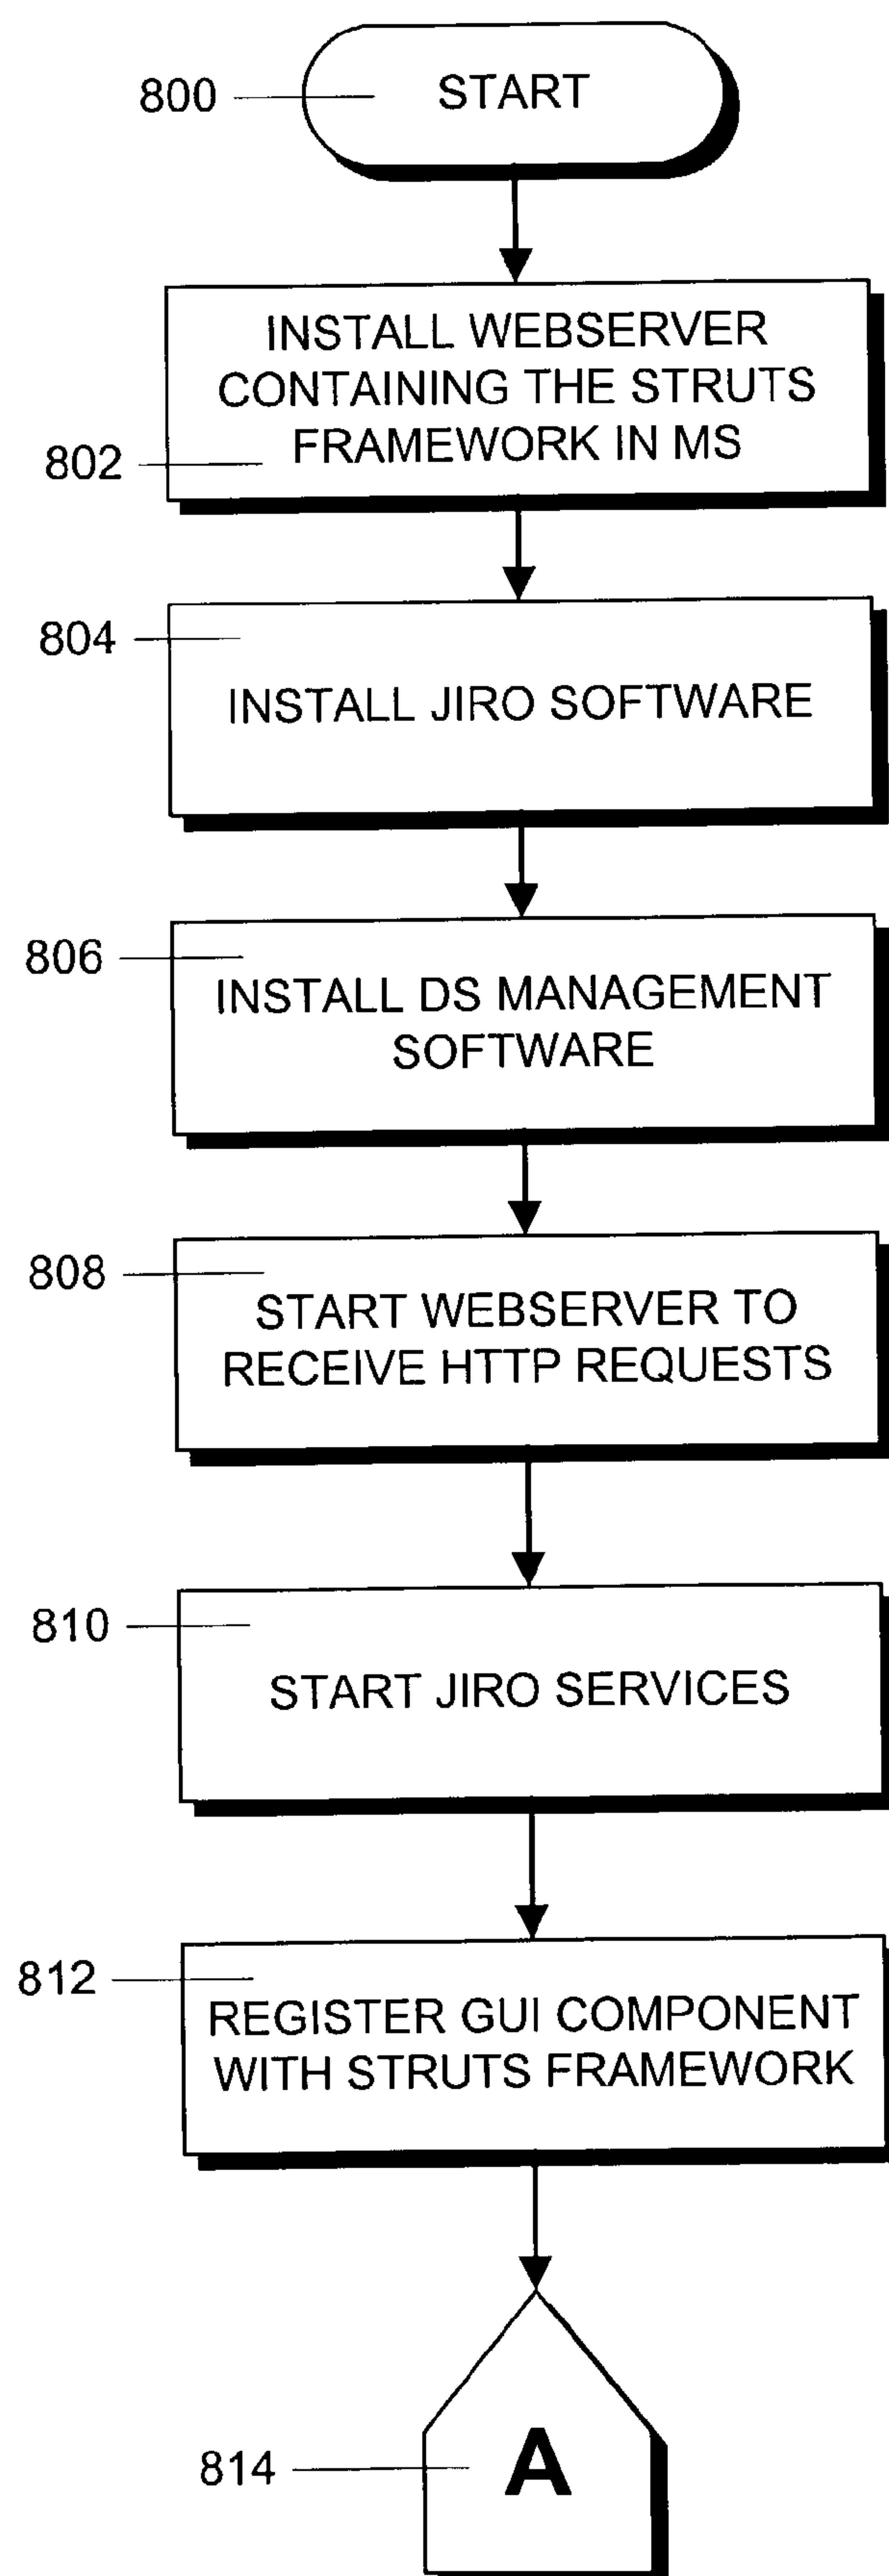 800
START
INSTALL WEBSERVER
CONTAINING THE STRUTS
FRAMEWORK IN MS
802
804
INSTALL JIRO SOFTWARE
806
INSTALL DS MANAGEMENT
SOFTWARE
808
START WEBSERVER TO
RECEIVE HTTP REQUESTS
810
START JIRO SERVICES
812
REGISTER GUI COMPONENT
WITH STRUTS FRAMEWORK
814
A